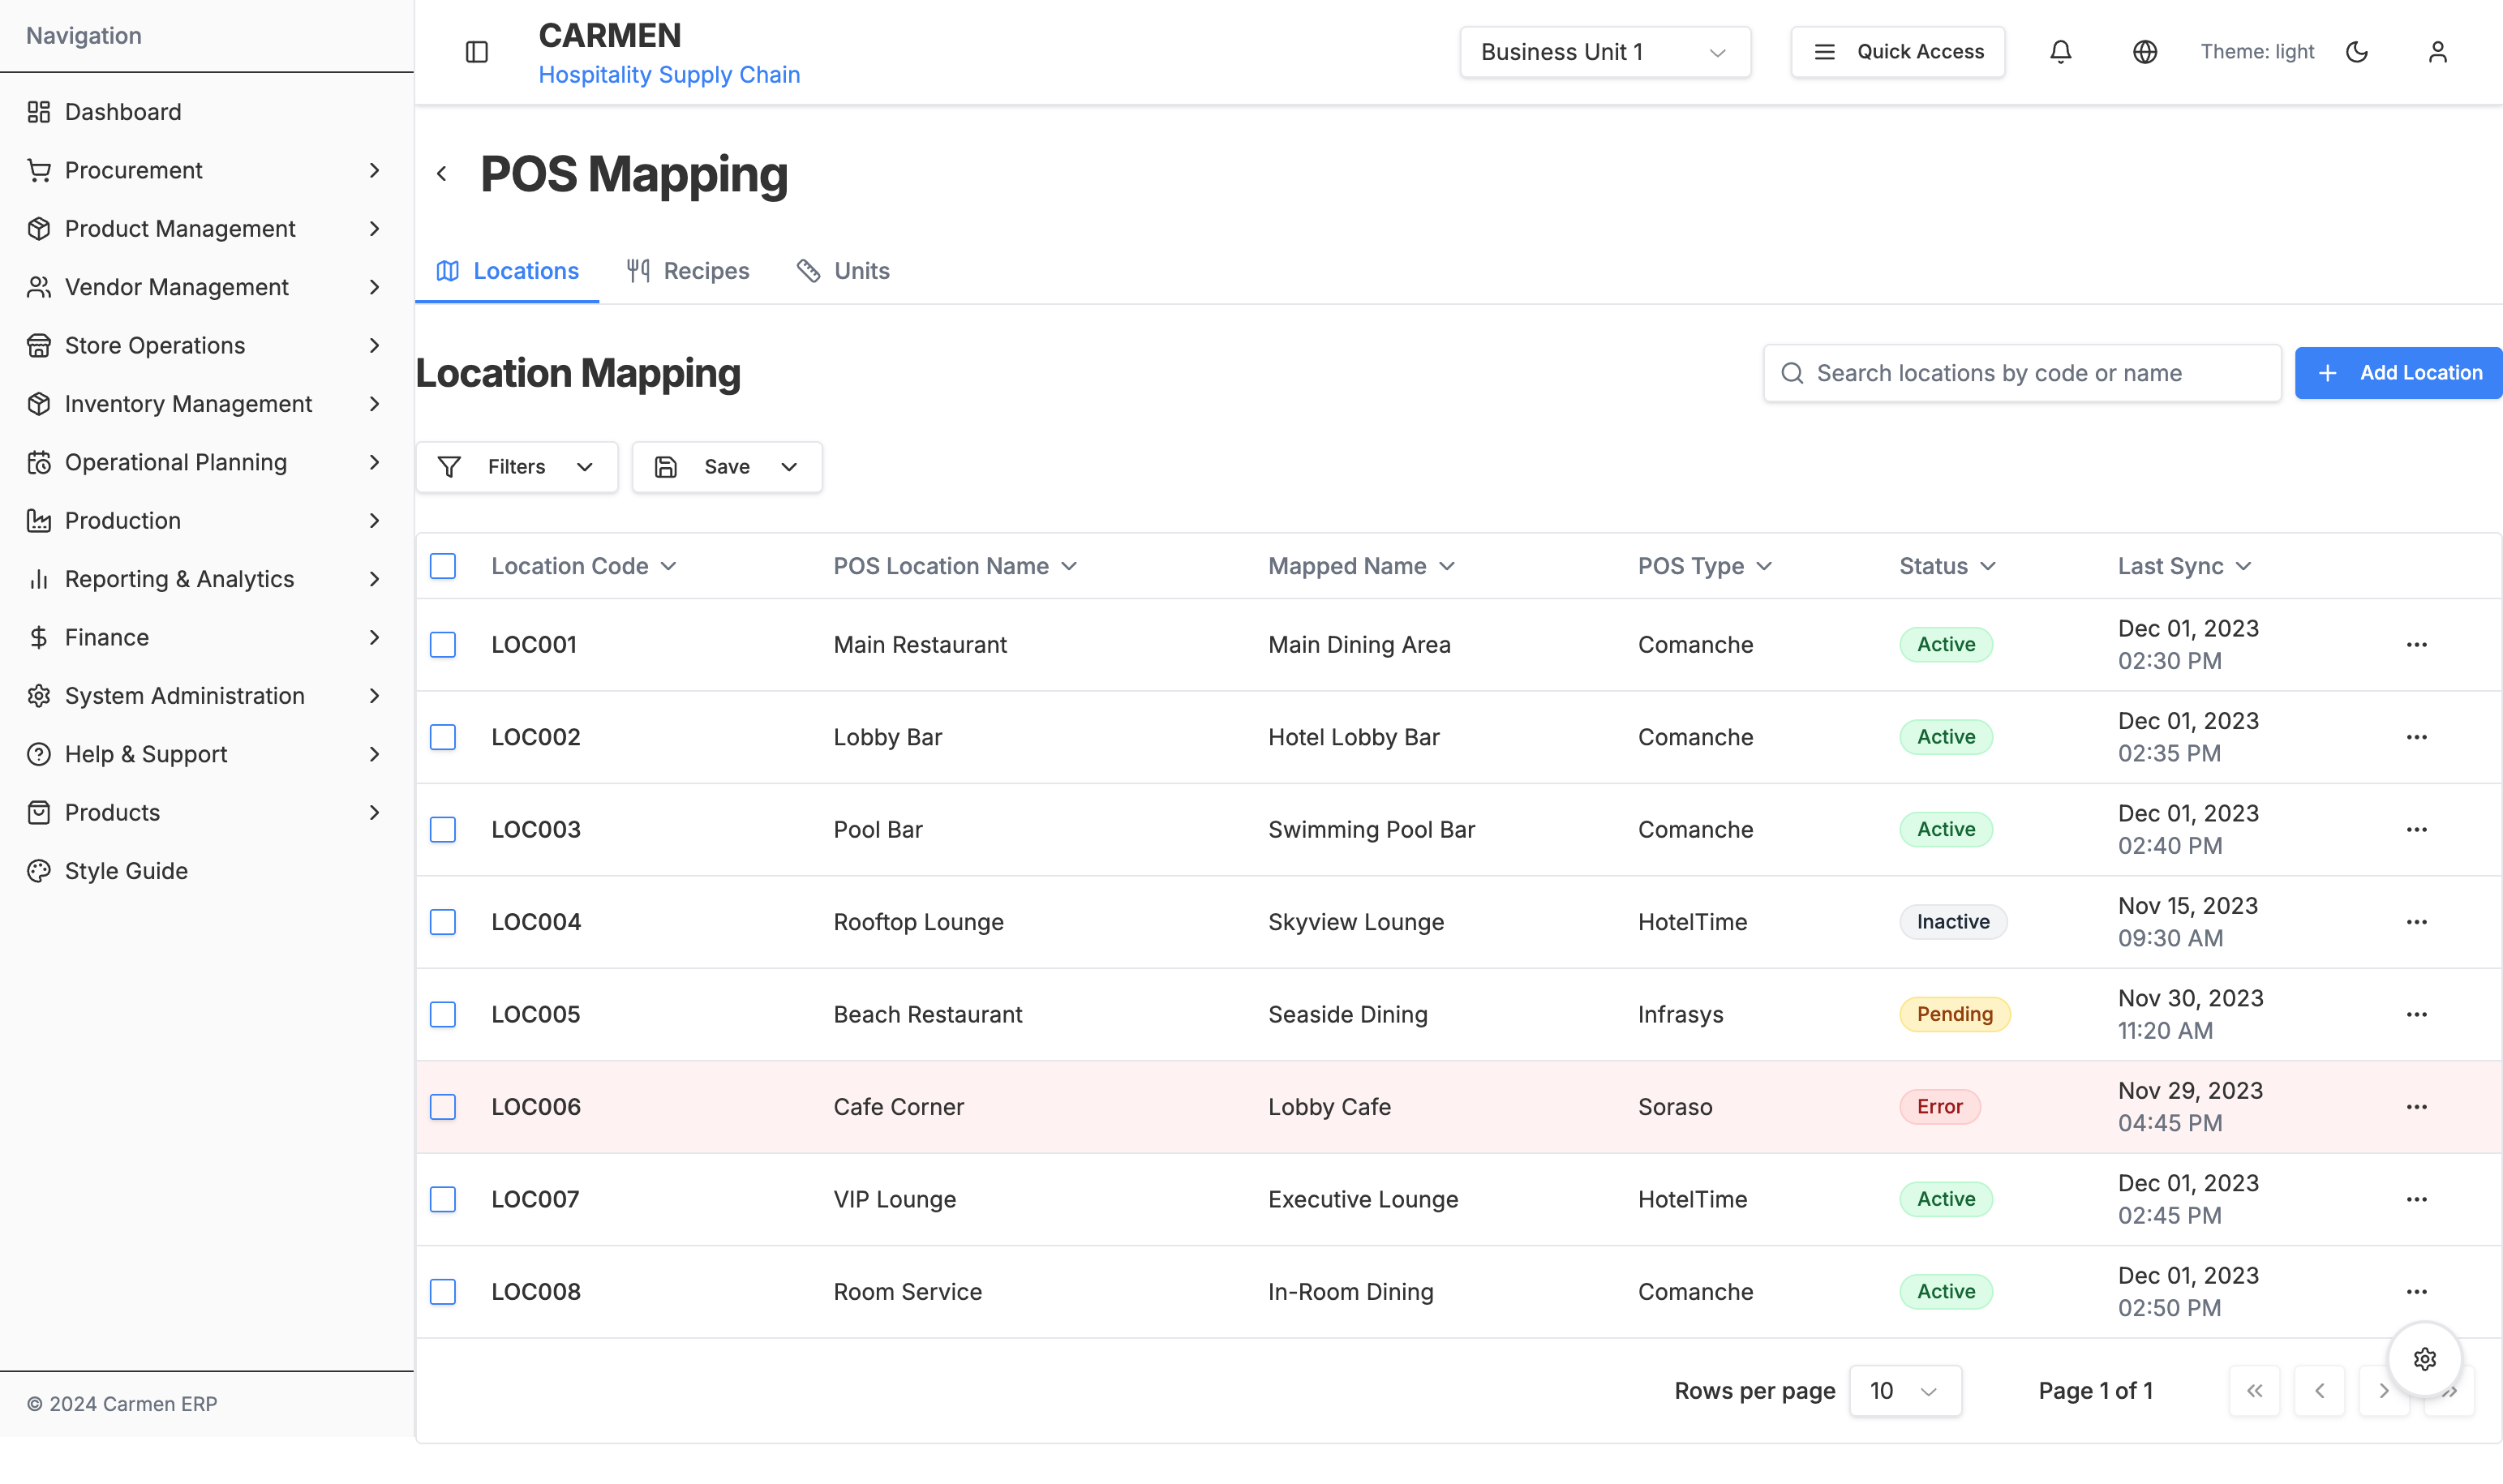 Navigation
Dashboard
Procurement
Product Management
Vendor Management
Store Operations
Inventory Management
Operational Planning
Production
Reporting & Analytics
Finance
System Administration
Help & Support
Products
Style Guide
© 2024 Carmen ERP
CARMEN
Hospitality Supply Chain
Business Unit 1
Quick Access
Theme: light
POS Mapping
Locations Recipes Units
Location Mapping
Search locations by code or name
Add Location
Filters Save
Location Code POS Location Name Mapped Name POS Type Status Last Sync
LOC001 Main Restaurant Main Dining Area Comanche Active Dec 01, 2023
02:30 PM
LOC002 Lobby Bar Hotel Lobby Bar Comanche Active Dec 01, 2023
02:35 PM
LOC003 Pool Bar Swimming Pool Bar Comanche Active Dec 01, 2023
02:40 PM
LOC004 Rooftop Lounge Skyview Lounge HotelTime Inactive Nov 15, 2023
09:30 AM
LOC005 Beach Restaurant Seaside Dining Infrasys Pending Nov 30, 2023
11:20 AM
LOC006 Cafe Corner Lobby Cafe Soraso Error Nov 29, 2023
04:45 PM
LOC007 VIP Lounge Executive Lounge HotelTime Active Dec 01, 2023
02:45 PM
LOC008 Room Service In-Room Dining Comanche Active Dec 01, 2023
02:50 PM
Rows per page 10 Page 1 of 1